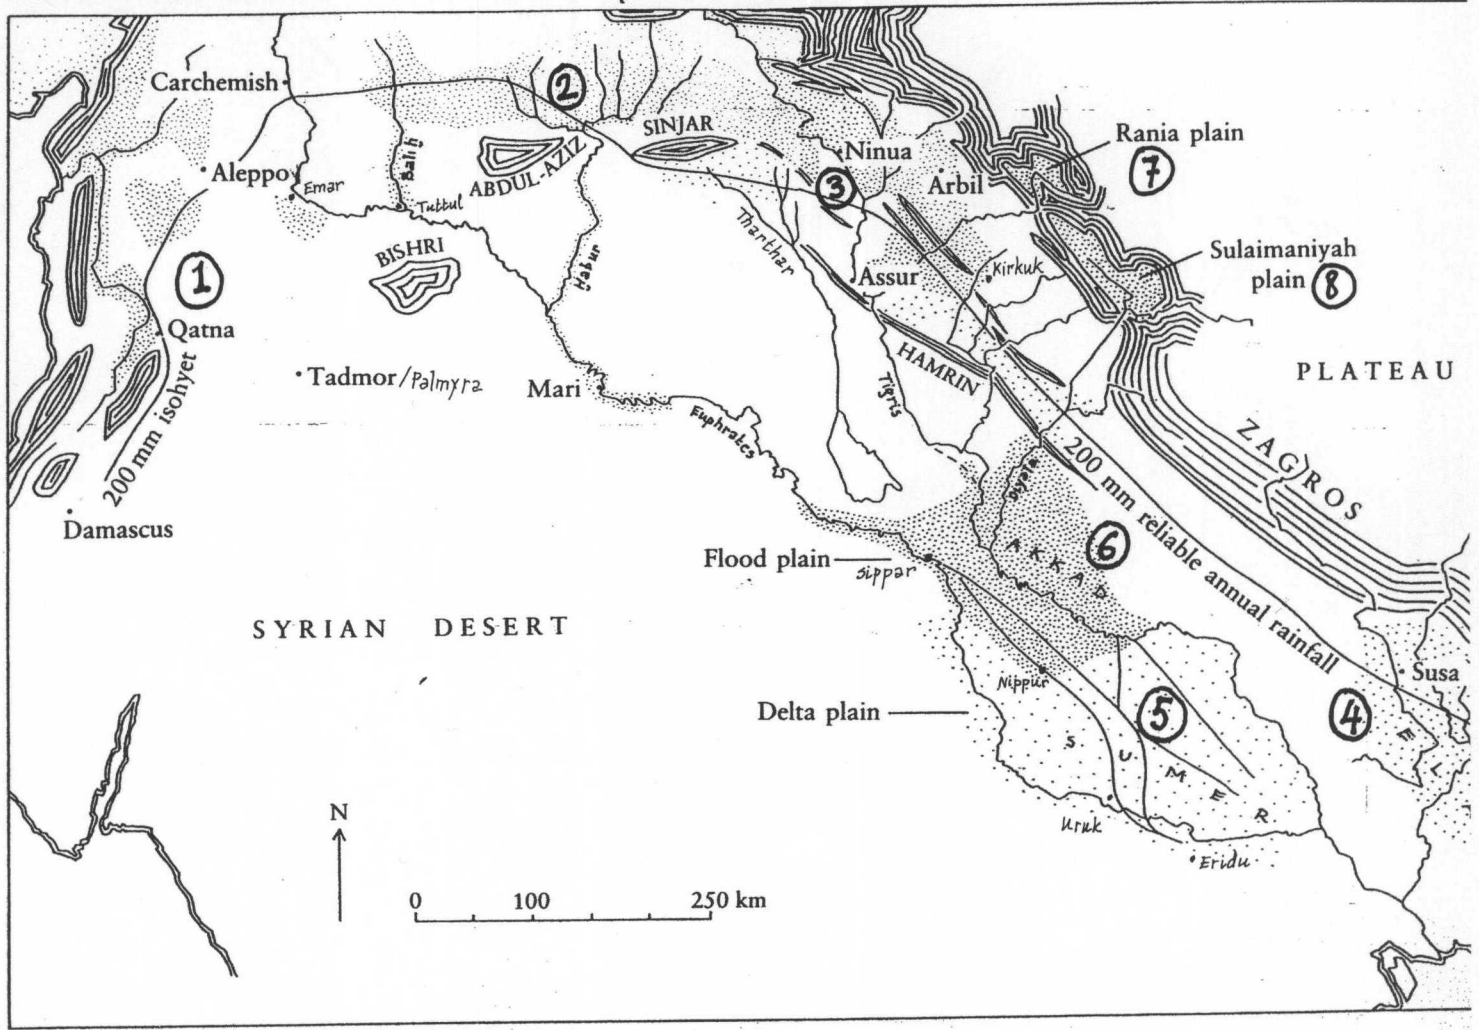 Carchemish
2
SINJAR
Rania plain
7
Ninua
Aleppo
Emar
Balih
Tuttul
ABDUL-AZIZ
3
Arbil
BISHRI
Habur
Tharthar
Sulaimaniyah
plain 8
1
Assur
Kirkuk
Qatna
200 mm isohyet
Tadmor/Palmyra
Mari
HAMRIN
Tigris
PLATEAU
Euphrates
ZAGROS
Damascus
Diyala
200 mm reliable annual rainfall
Flood plain
Sippar
AKKAD
6
SYRIAN DESERT
Nippur
Susa
Delta plain
5
4
SUMER
EL
N
Uruk
Eridu
0 100 250 km